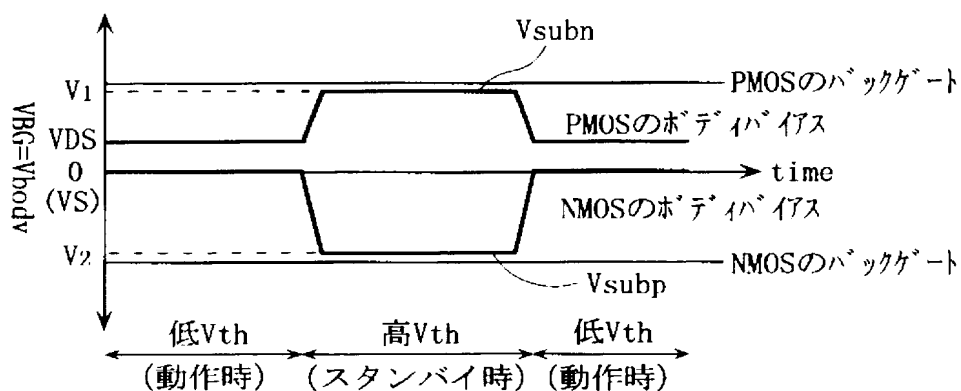 Vsubn
PMOSのバックゲート
V1
PMOSのボディバイアス
VDS
0
(VS)
time
VBG=Vbody
NMOSのボディバイアス
V2
NMOSのバックゲート
Vsubp
低Vth
高Vth
低Vth
(動作時)
(スタンバイ時)
(動作時)